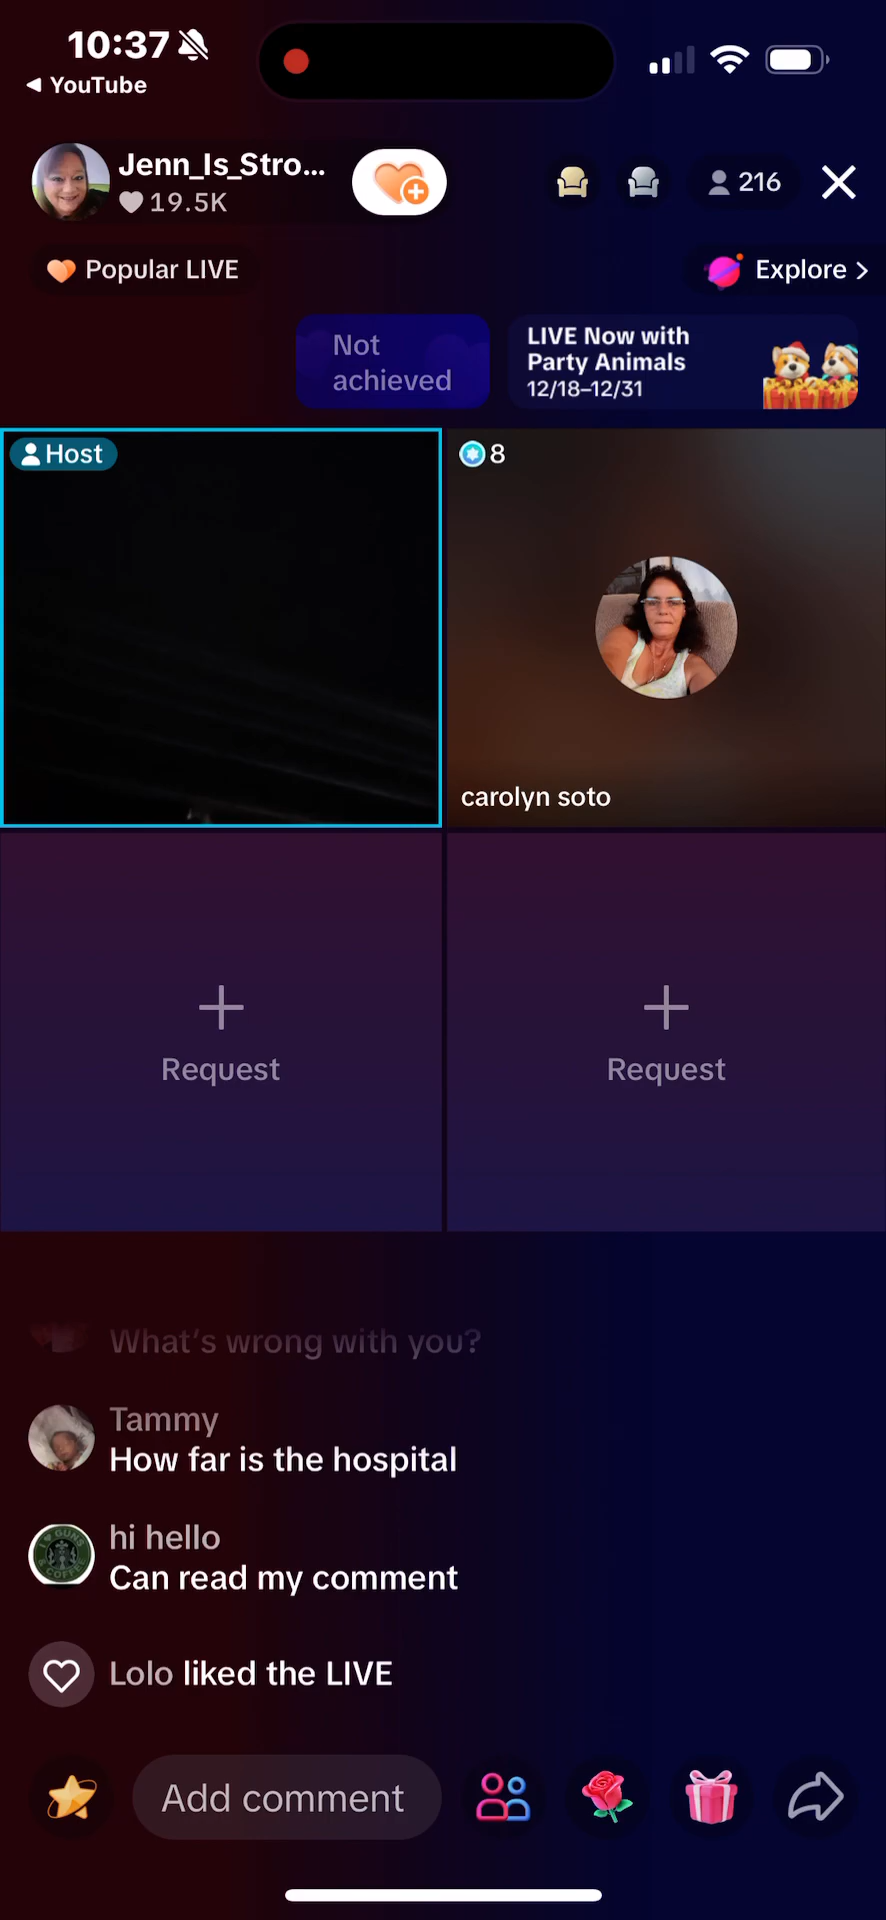 10:37
YouTube
Jenn_Is_Stro...
19.5K
216
Popular LIVE
Explore
Not
achieved
LIVE Now with
Party Animals
12/18–12/31
Host
8
carolyn soto
Request
Request
What's wrong with you?
Tammy
How far is the hospital
hi hello
Can read my comment
I GUNS
& COFFEE
Lolo liked the LIVE
Add comment